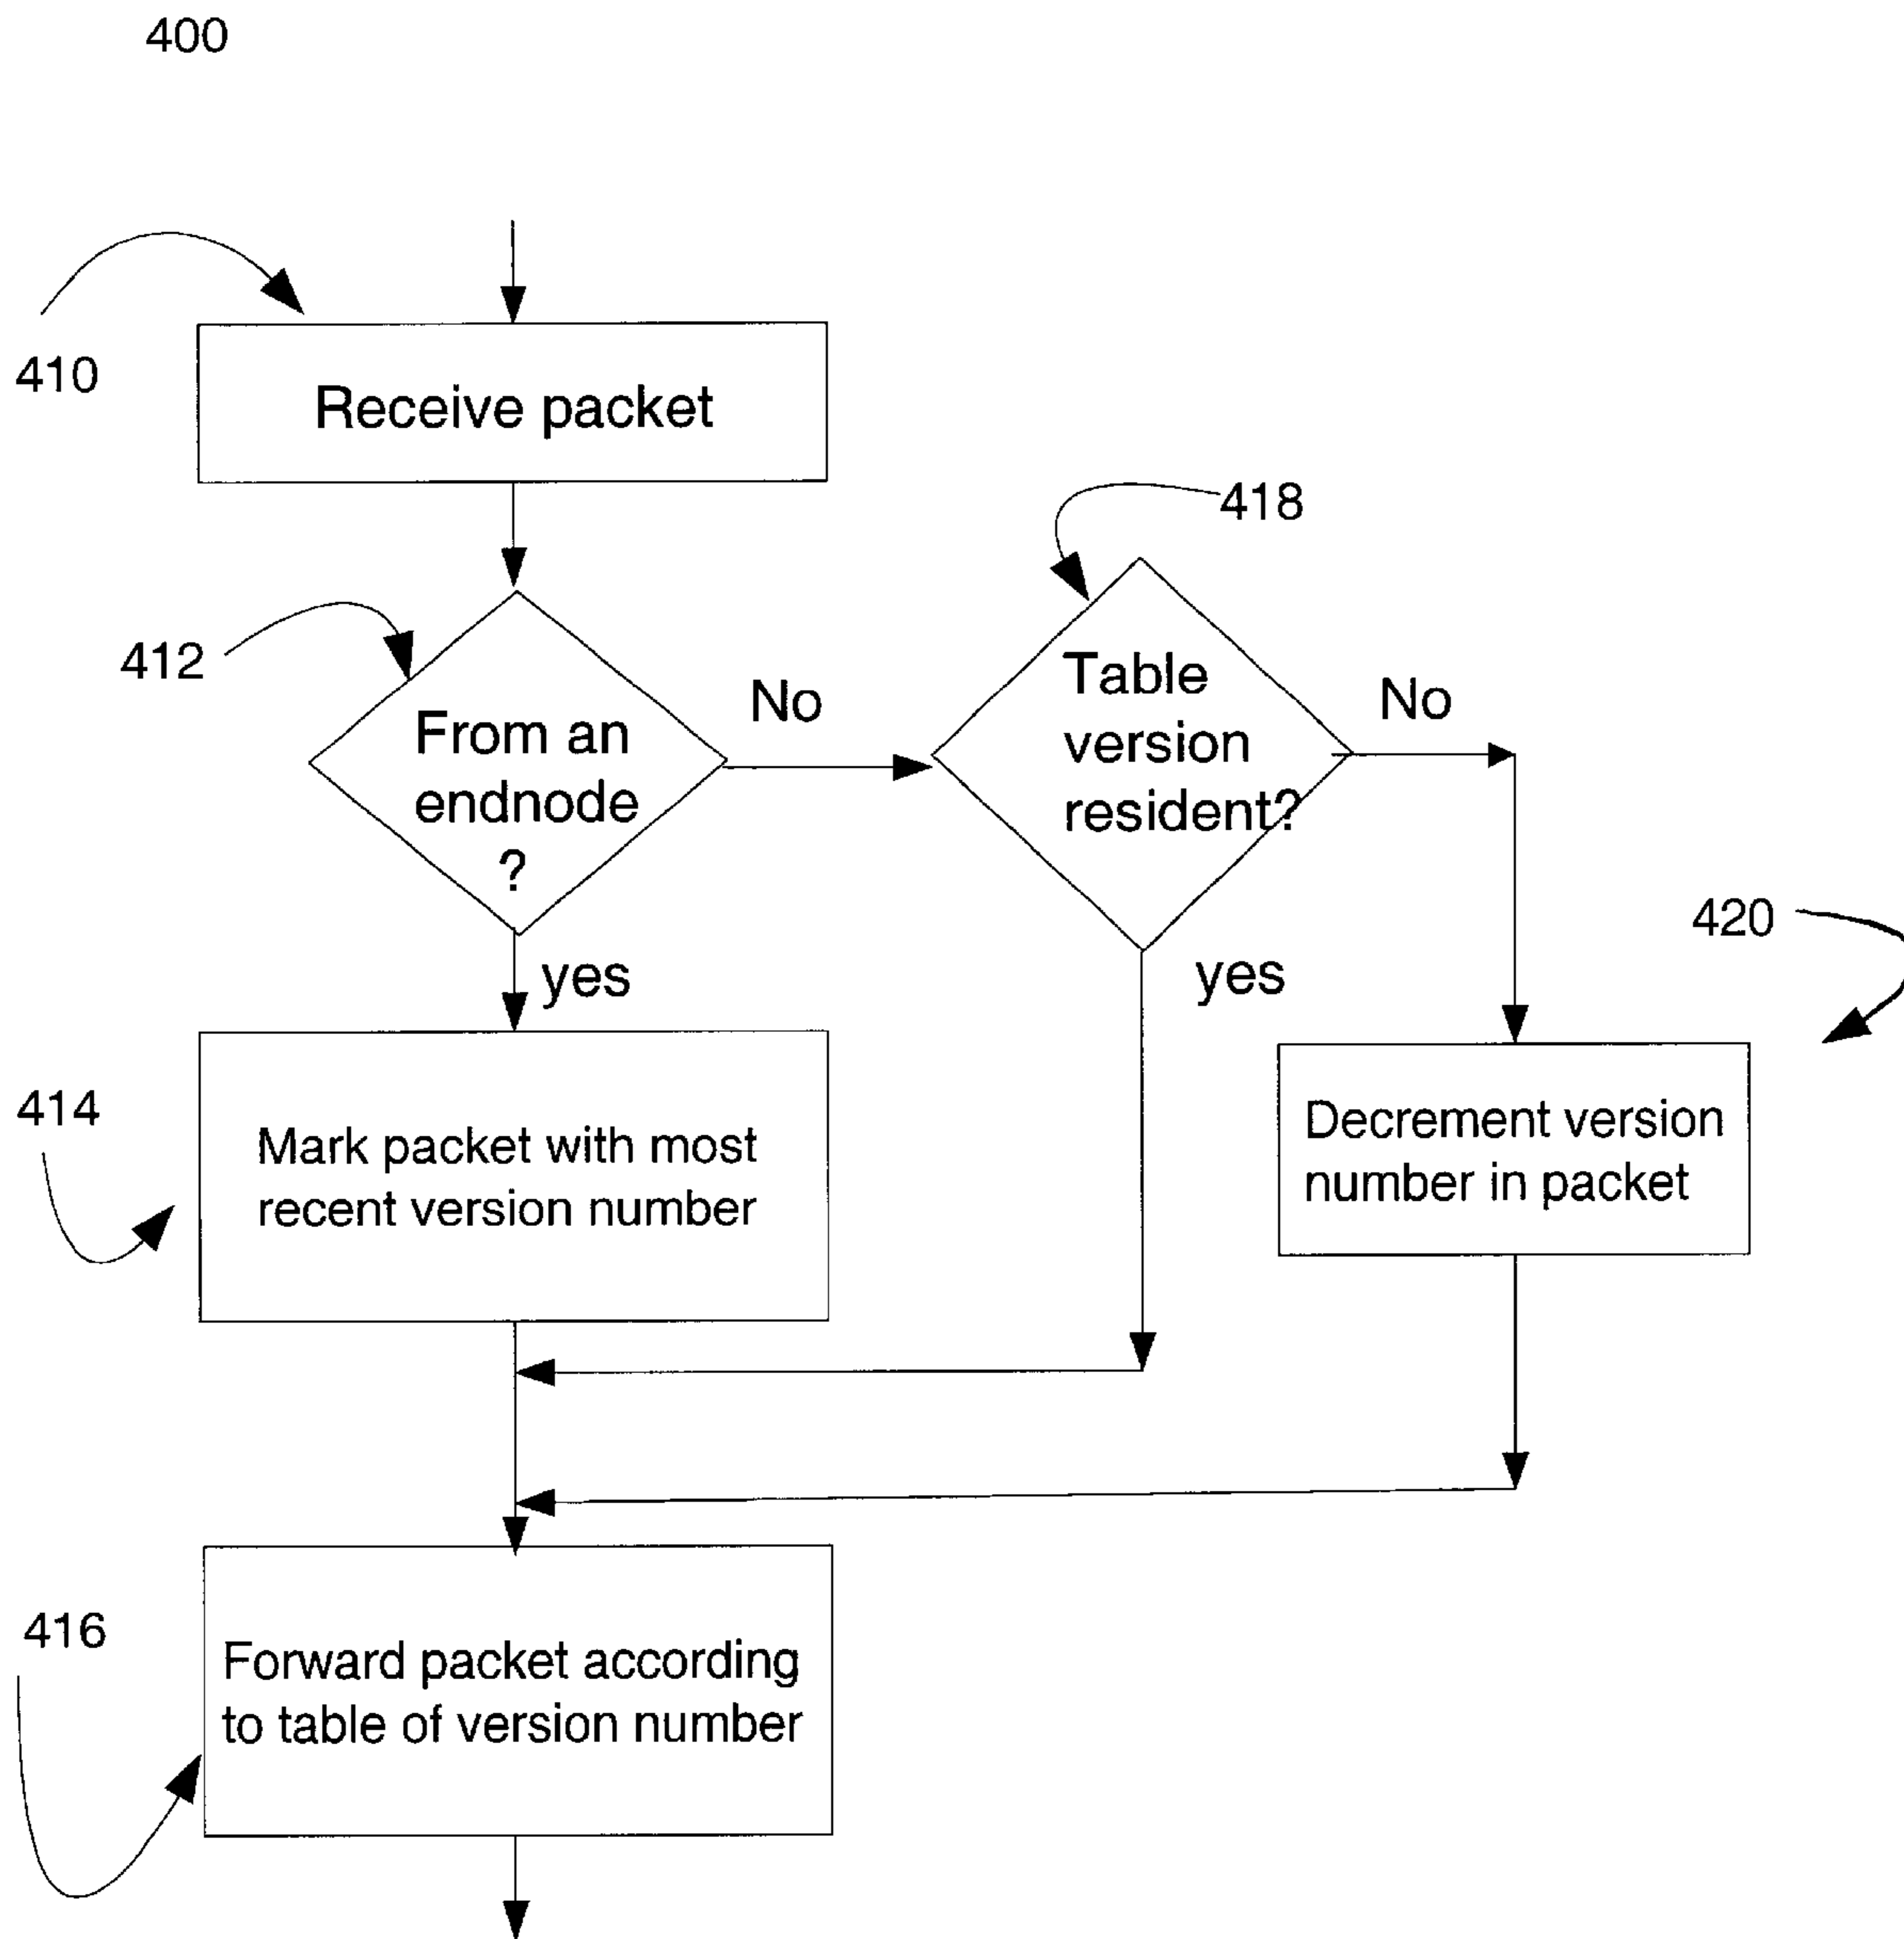 400
410
Receive packet
418
412
From an
endnode
?
No
Table
version
resident?
No
420
yes
yes
414
Mark packet with most
recent version number
Decrement version
number in packet
416
Forward packet according
to table of version number